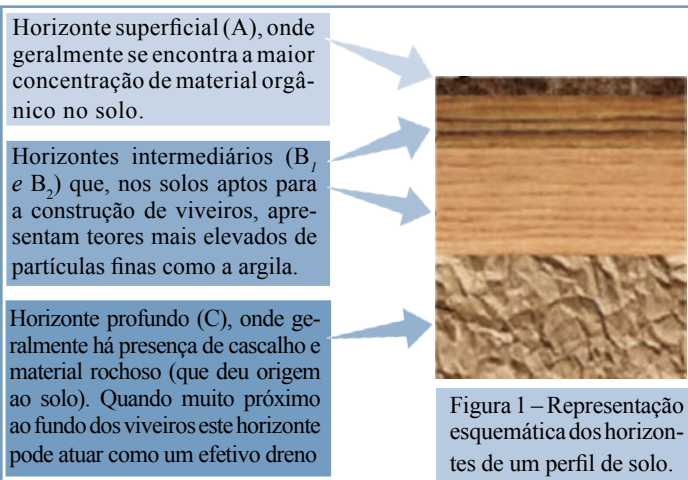 Horizonte superficial (A), onde
geralmente se encontra a maior
concentração de material orgâ-
nico no solo.
Horizontes intermediários (B1
e B2) que, nos solos aptos para
a construção de viveiros, apre-
sentam teores mais elevados de
partículas finas como a argila.
Horizonte profundo (C), onde ge-
ralmente há presença de cascalho e
material rochoso (que deu origem
ao solo). Quando muito próximo
ao fundo dos viveiros este horizonte
pode atuar como um efetivo dreno
Figura 1 – Representação
esquemática dos horizon-
tes de um perfil de solo.